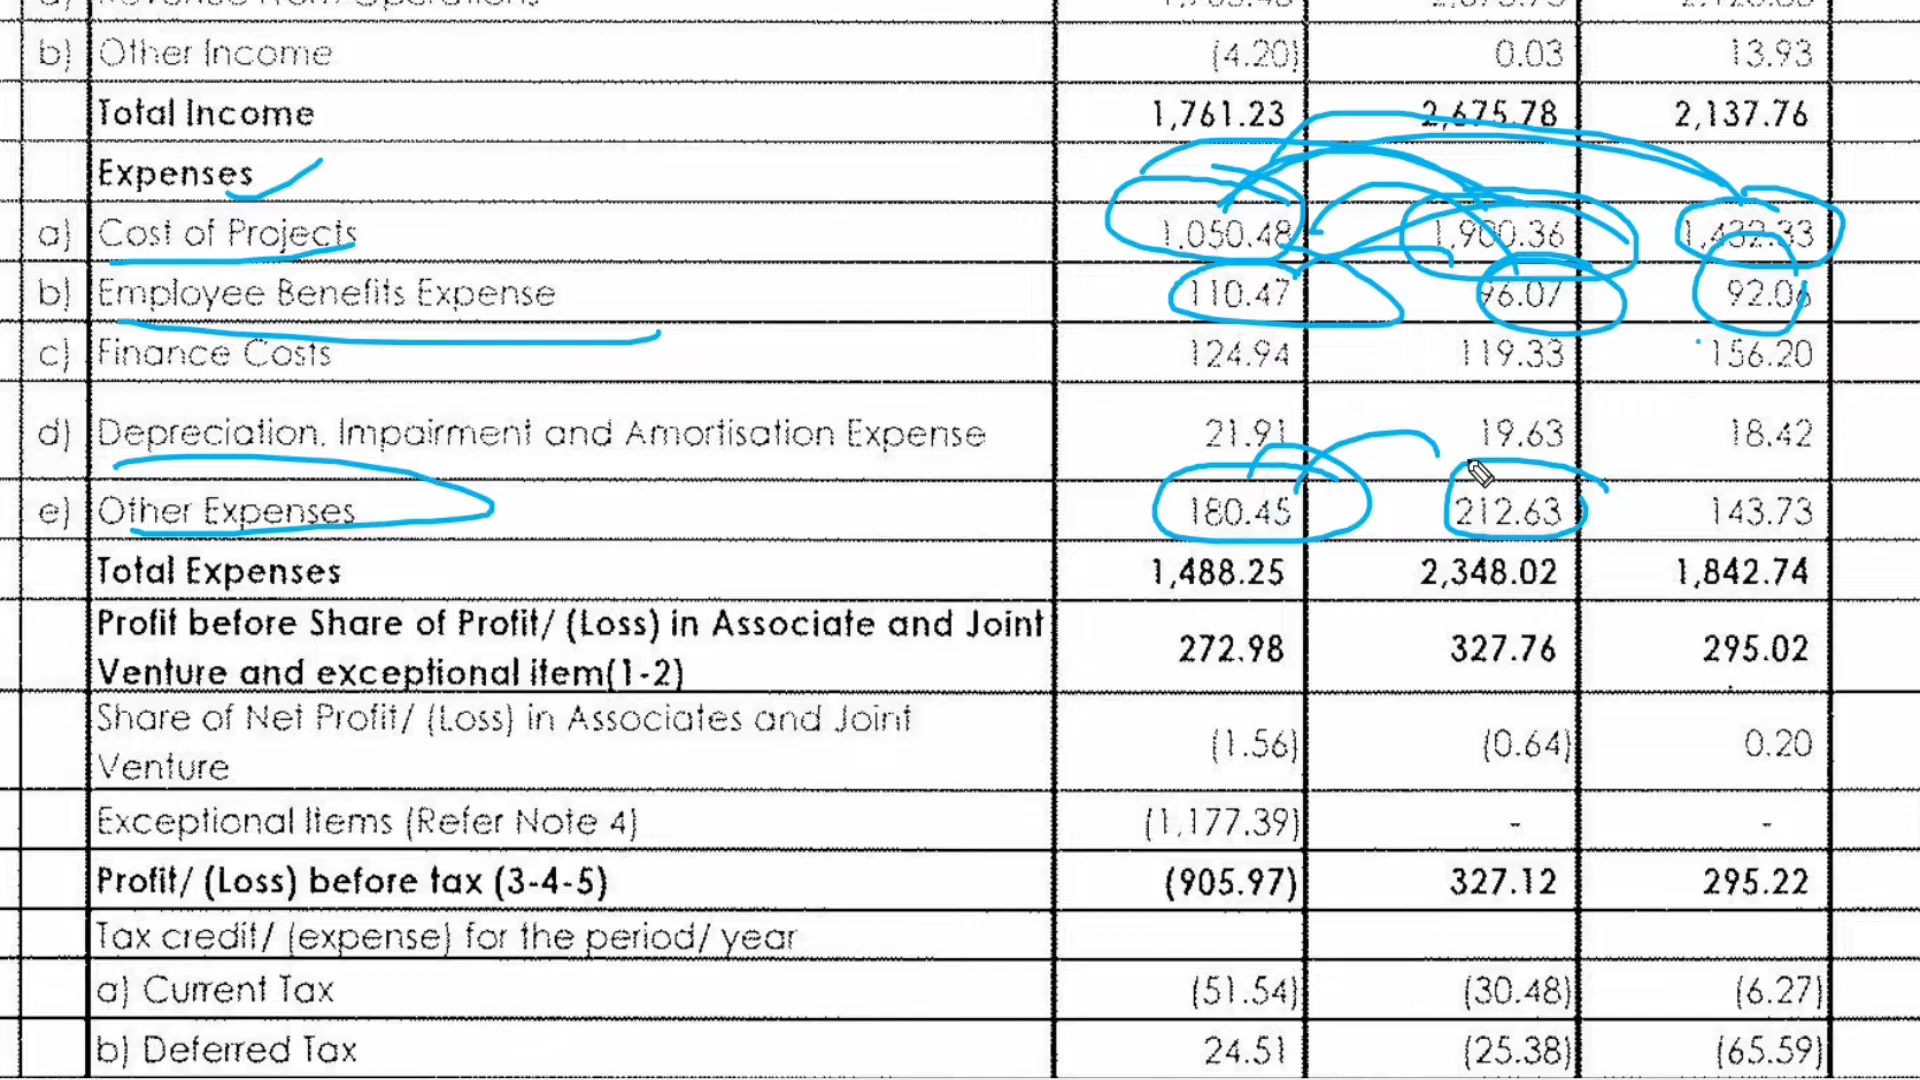 b) Other Income (4.20) 0.03 13.93
Total Income 1,761.23 2,675.78 2,137.76
Expenses
a) Cost of Projects 1,050.48 1,900.36 1,432.33
b) Employee Benefits Expense 110.47 96.07 92.06
c) Finance Costs 124.94 119.33 156.20
d) Depreciation, Impairment and Amortisation Expense 21.91 19.63 18.42
e) Other Expenses 180.45 212.63 143.73
Total Expenses 1,488.25 2,348.02 1,842.74
Profit before Share of Profit/ (Loss) in Associate and Joint
Venture and exceptional item(1-2) 272.98 327.76 295.02
Share of Net Profit/ (Loss) in Associates and Joint
Venture (1.56) (0.64) 0.20
Exceptional Items (Refer Note 4) (1,177.39) - -
Profit/ (Loss) before tax (3-4-5) (905.97) 327.12 295.22
Tax credit/ (expense) for the period/ year
a) Current Tax (51.54) (30.48) (6.27)
b) Deferred Tax 24.51 (25.38) (65.59)